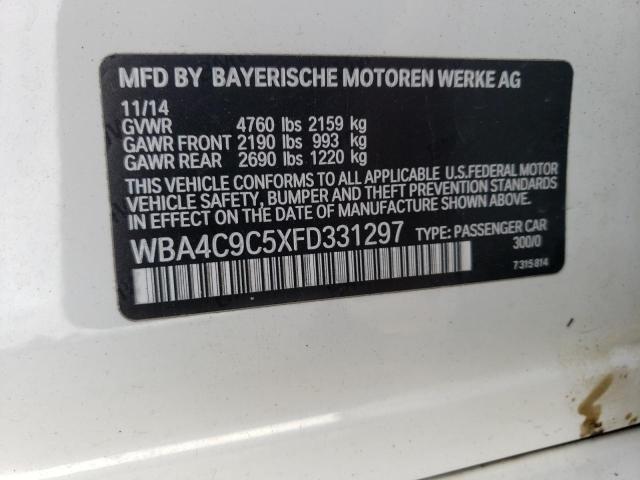 MFD BY BAYERISCHE MOTOREN WERKE AG
11/14
GVWR 4760 lbs 2159 kg
GAWR FRONT 2190 lbs 993 kg
GAWR REAR 2690 lbs 1220 kg
THIS VEHICLE CONFORMS TO ALL APPLICABLE U.S.FEDERAL MOTOR
VEHICLE SAFETY, BUMPER AND THEFT PREVENTION STANDARDS
IN EFFECT ON THE DATE OF MANUFACTURE SHOWN ABOVE.
WBA4C9C5XFD331297 TYPE: PASSENGER CAR
300/0
7315814